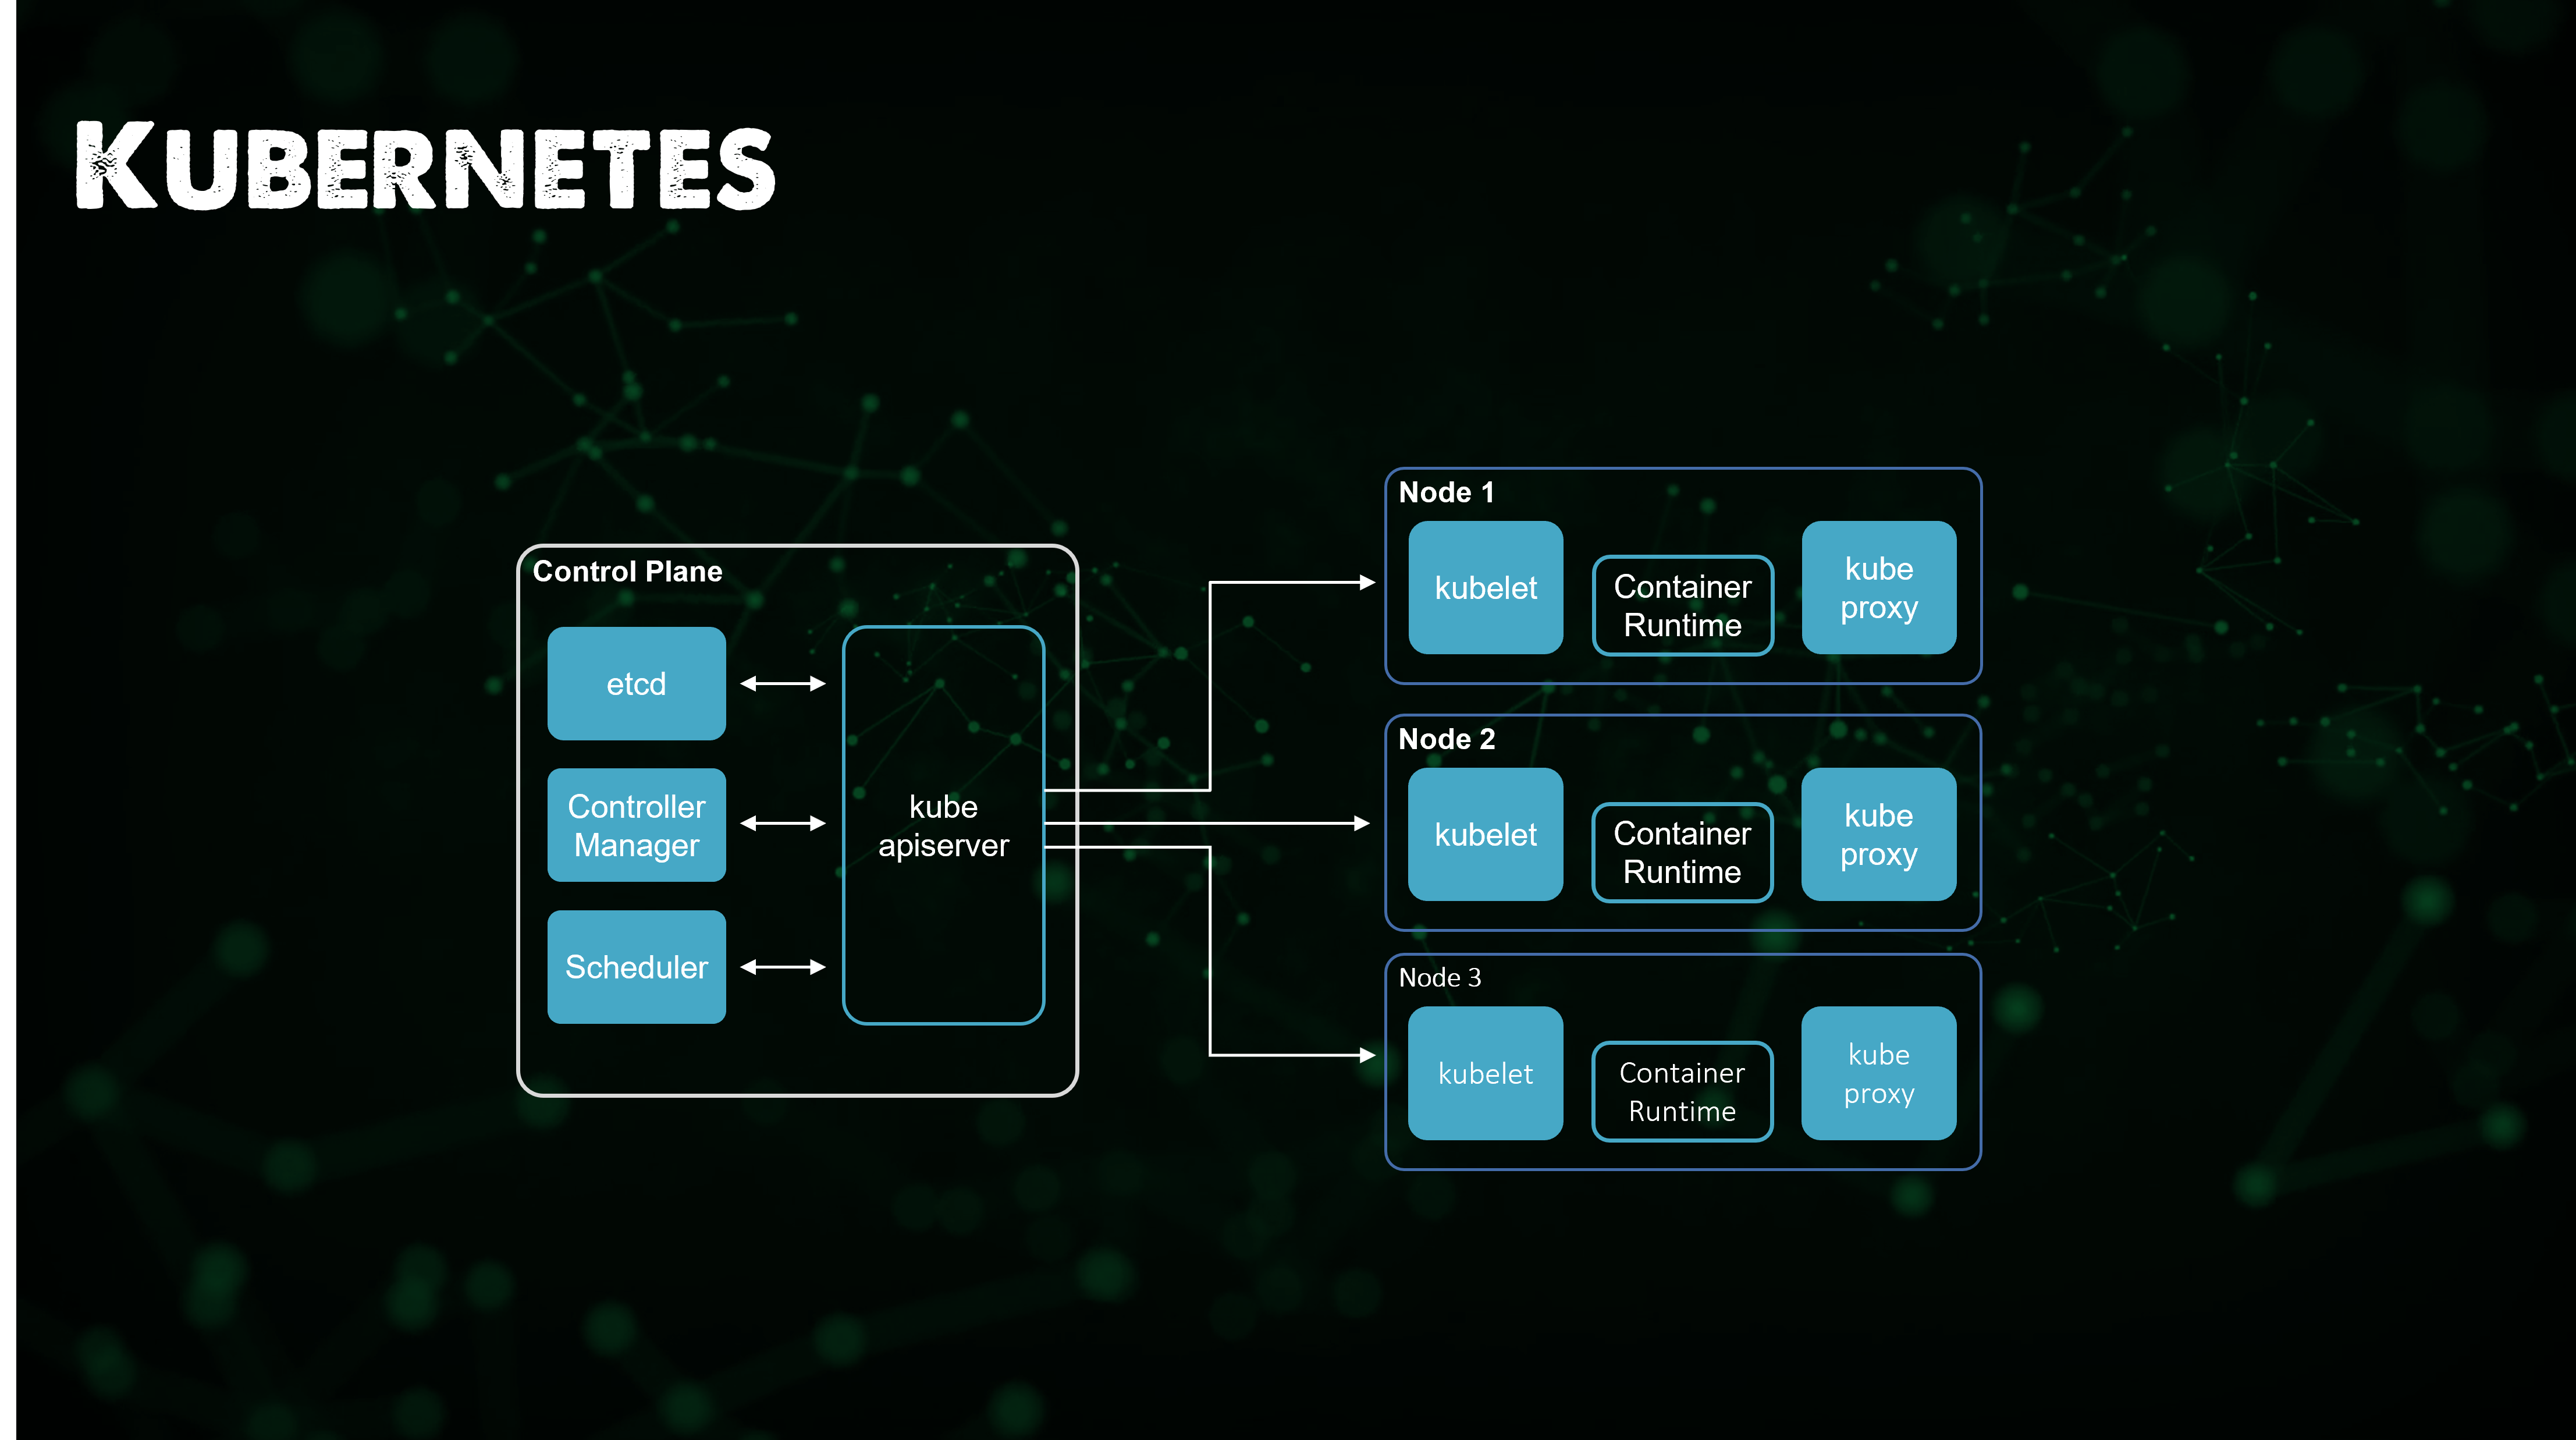 KUBERNETES
Control Plane
etcd
Controller
Manager
Scheduler
kube
apiserver
Node 1
kubelet
Container
Runtime
kube
proxy
Node 2
kubelet
Container
Runtime
kube
proxy
Node 3
kubelet
Container
Runtime
kube
proxy